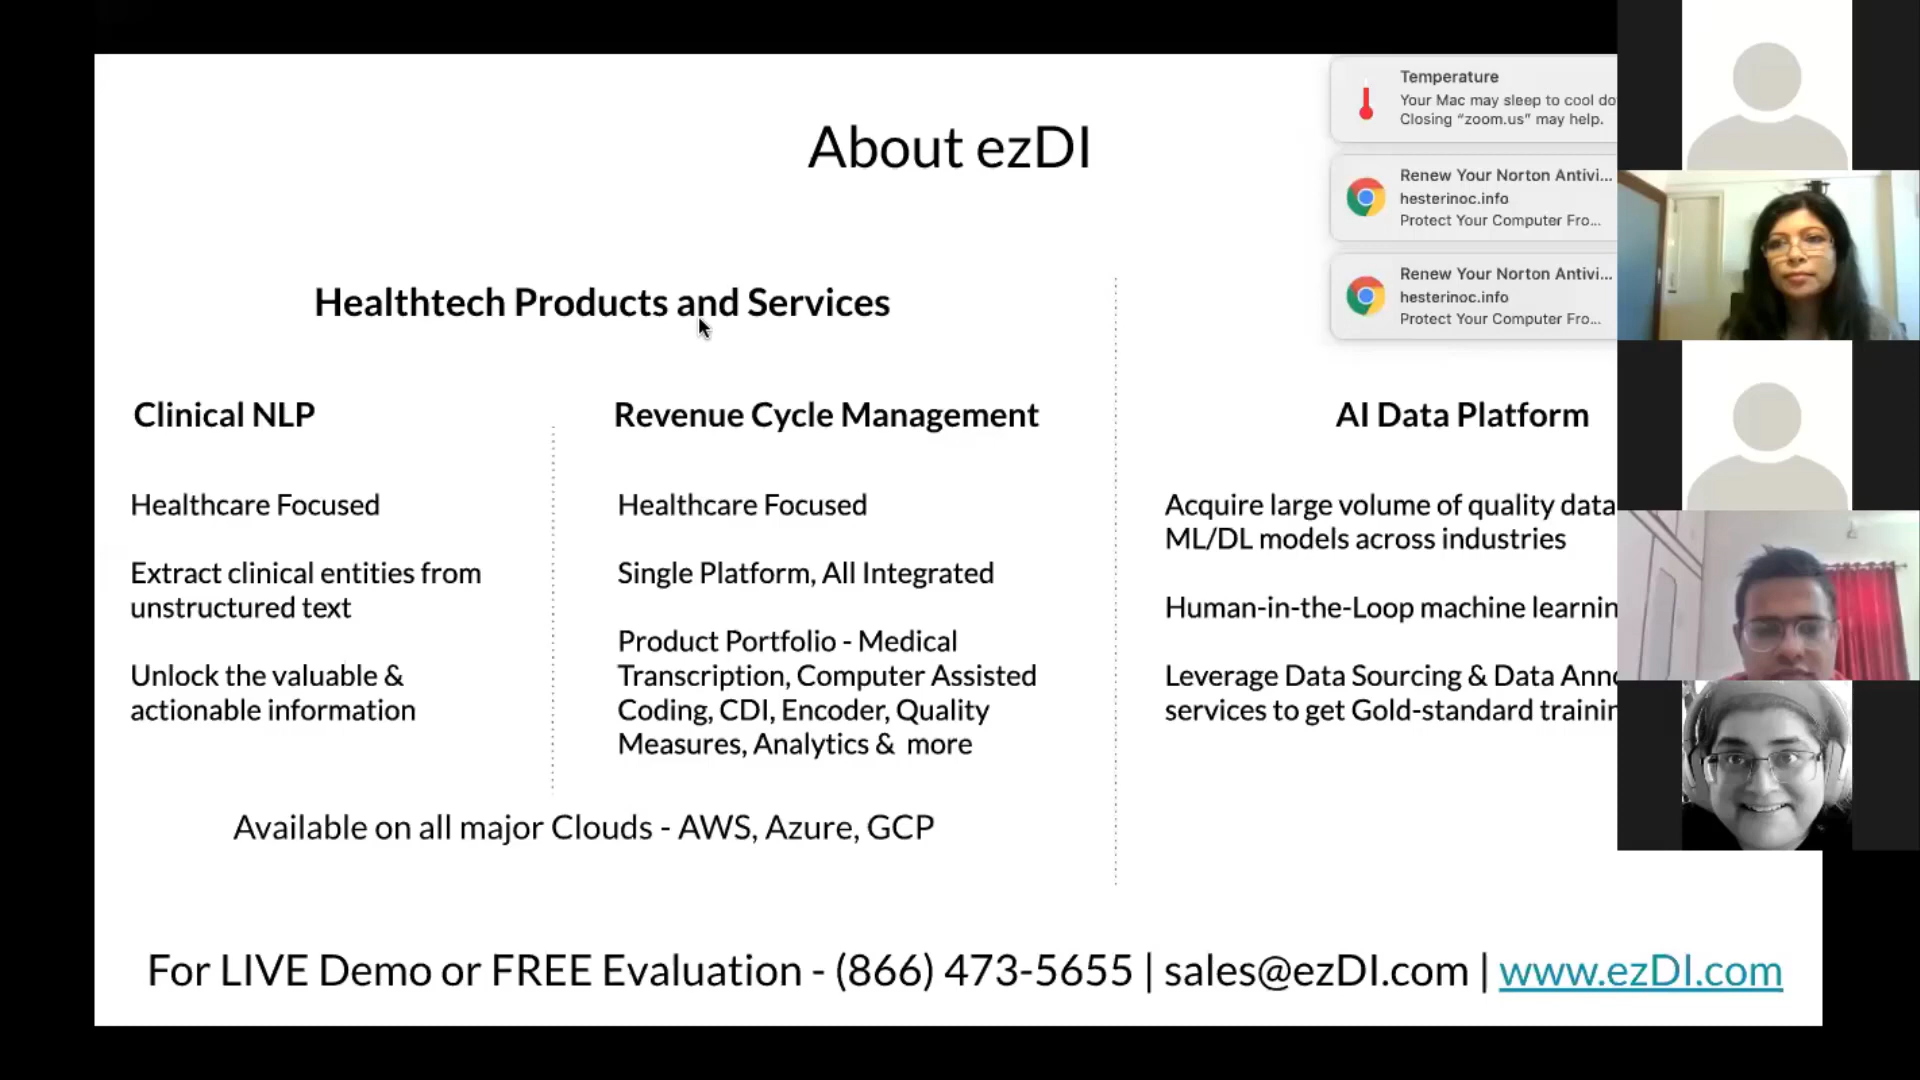 About ezDI
Temperature
Your Mac may sleep to cool do
Closing “zoom.us” may help.
Renew Your Norton Antivi...
hesterinoc.info
Protect Your Computer Fro...
Renew Your Norton Antivi...
hesterinoc.info
Protect Your Computer Fro...
Healthtech Products and Services
Clinical NLP
Healthcare Focused
Extract clinical entities from
unstructured text
Unlock the valuable &
actionable information
Revenue Cycle Management
Healthcare Focused
Single Platform, All Integrated
Product Portfolio - Medical
Transcription, Computer Assisted
Coding, CDI, Encoder, Quality
Measures, Analytics & more
Available on all major Clouds - AWS, Azure, GCP
AI Data Platform
Acquire large volume of quality data
ML/DL models across industries
Human-in-the-Loop machine learnin
Leverage Data Sourcing & Data Anno
services to get Gold-standard trainin
For LIVE Demo or FREE Evaluation - (866) 473-5655 | sales@ezDI.com | www.ezDI.com